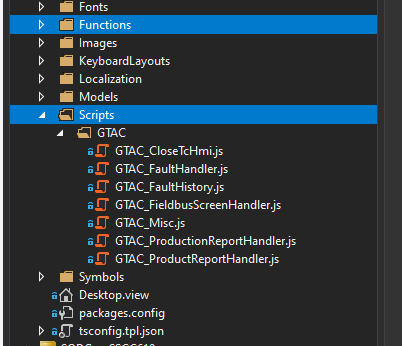 Fonts
Functions
Images
KeyboardLayouts
Localization
Models
Scripts
GTAC
GTAC_CloseTcHmi.js
GTAC_FaultHandler.js
GTAC_FaultHistory.js
GTAC_FieldbusScreenHandler.js
GTAC_Misc.js
GTAC_ProductionReportHandler.js
GTAC_ProductReportHandler.js
Symbols
Desktop.view
packages.config
tsconfig.tpl.json